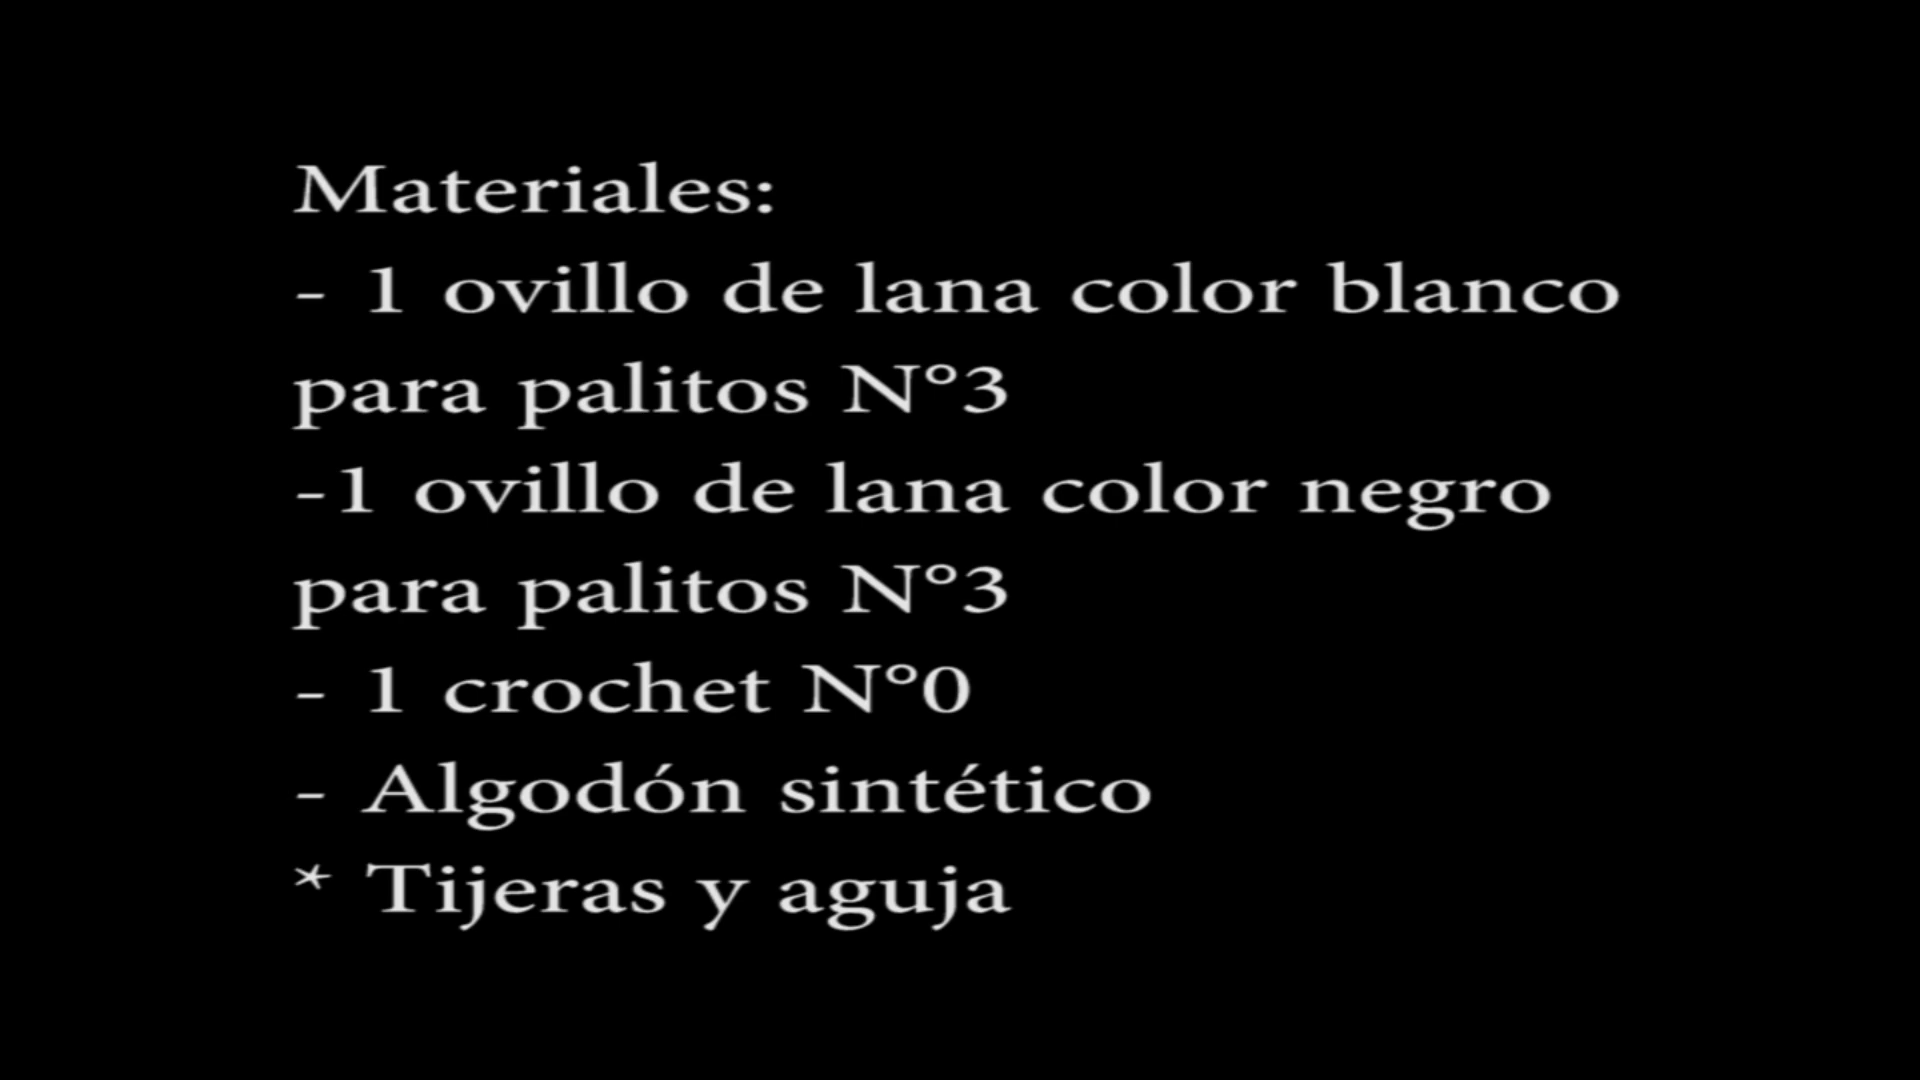 Materiales:
- 1 ovillo de lana color blanco
para palitos N°3
-1 ovillo de lana color negro
para palitos N°3
- 1 crochet N°0
- Algodón sintético
* Tijeras y aguja